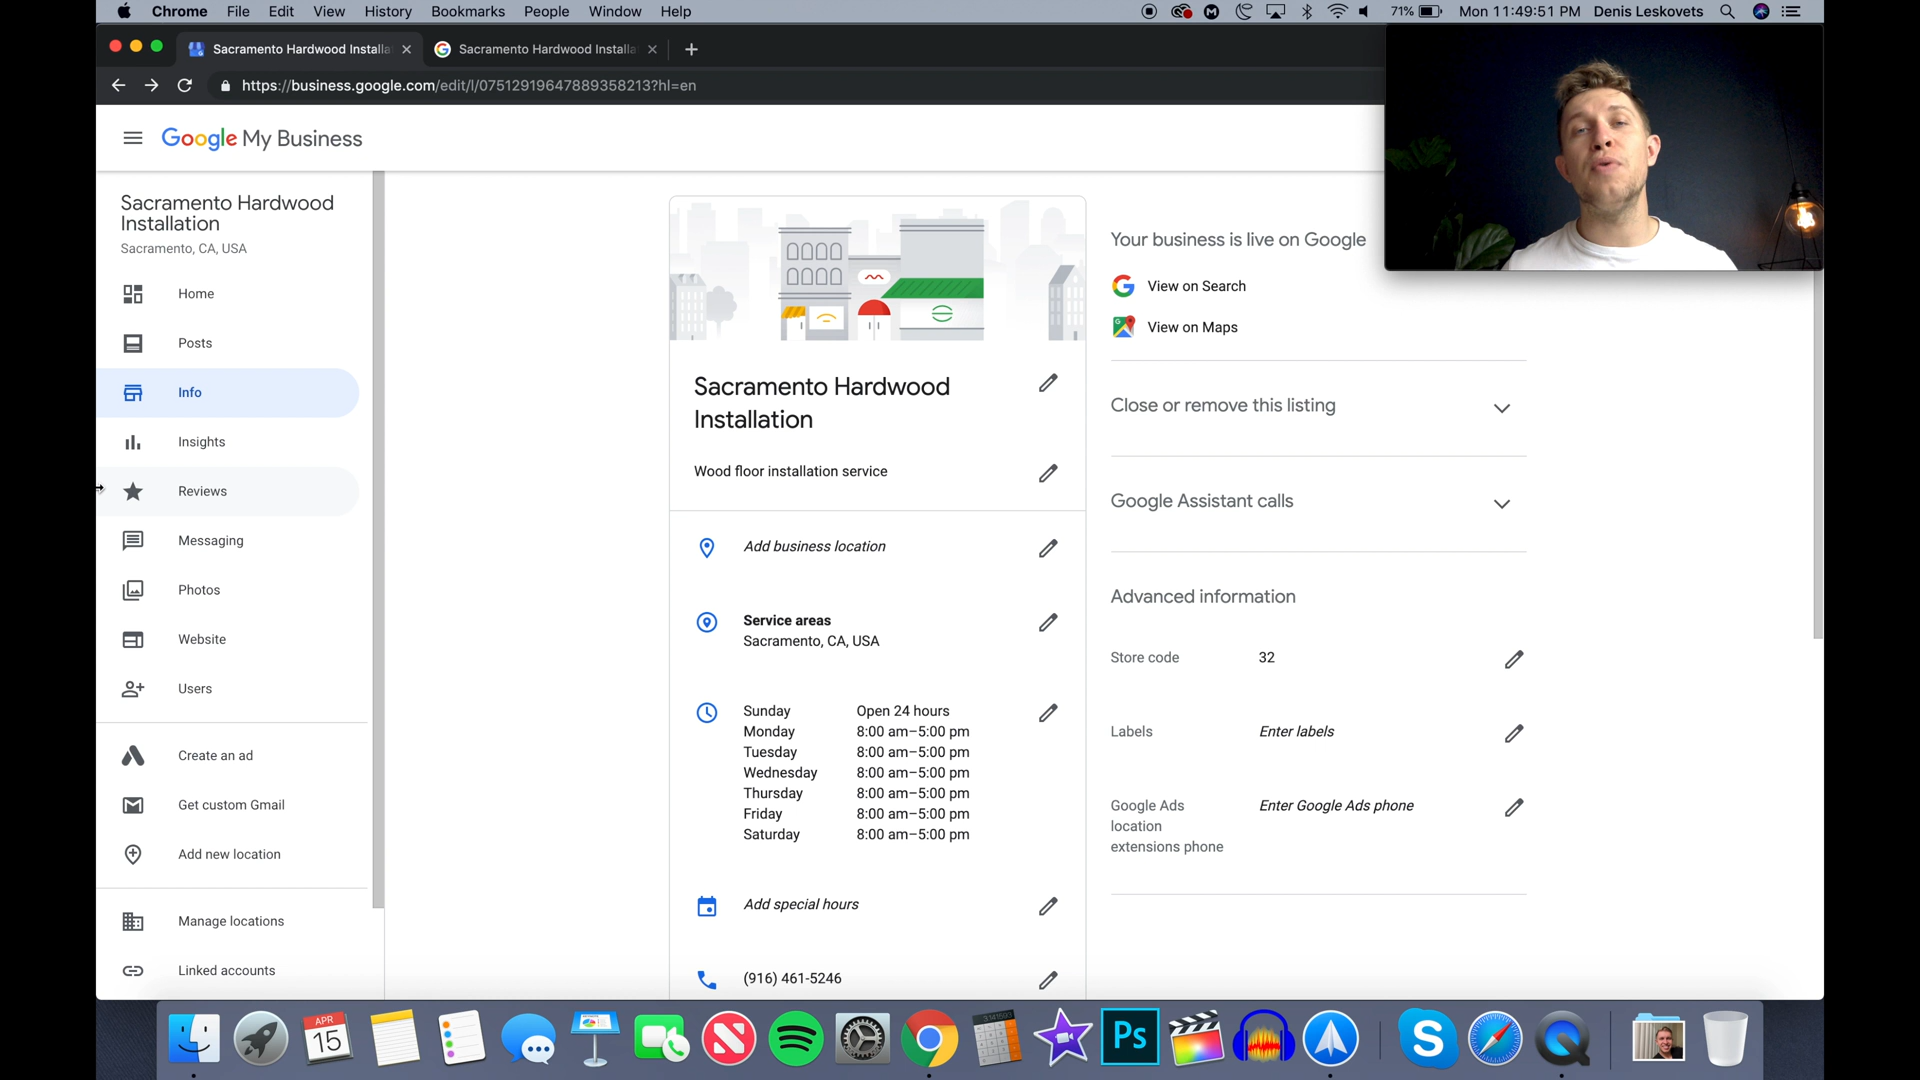 Chrome File Edit View History Bookmarks People Window Help
71% Mon 11:49:51 PM Denis Leskovets
Sacramento Hardwood Installa
Sacramento Hardwood Installa
https://business.google.com/edit/l/07512919647889358213?hl=en
Google My Business
Sacramento Hardwood
Installation
Sacramento, CA, USA
Home
Posts
Info
Insights
Reviews
Messaging
Photos
Website
Users
Create an ad
Get custom Gmail
Add new location
Manage locations
Linked accounts
Sacramento Hardwood
Installation
Wood floor installation service
Add business location
Service areas
Sacramento, CA, USA
Sunday Open 24 hours
Monday 8:00 am–5:00 pm
Tuesday 8:00 am–5:00 pm
Wednesday 8:00 am–5:00 pm
Thursday 8:00 am–5:00 pm
Friday 8:00 am–5:00 pm
Saturday 8:00 am–5:00 pm
Add special hours
(916) 461-5246
Your business is live on Google
View on Search
View on Maps
Close or remove this listing
Google Assistant calls
Advanced information
Store code 32
Labels Enter labels
Google Ads
location
extensions phone
Enter Google Ads phone
APR
15
Ps